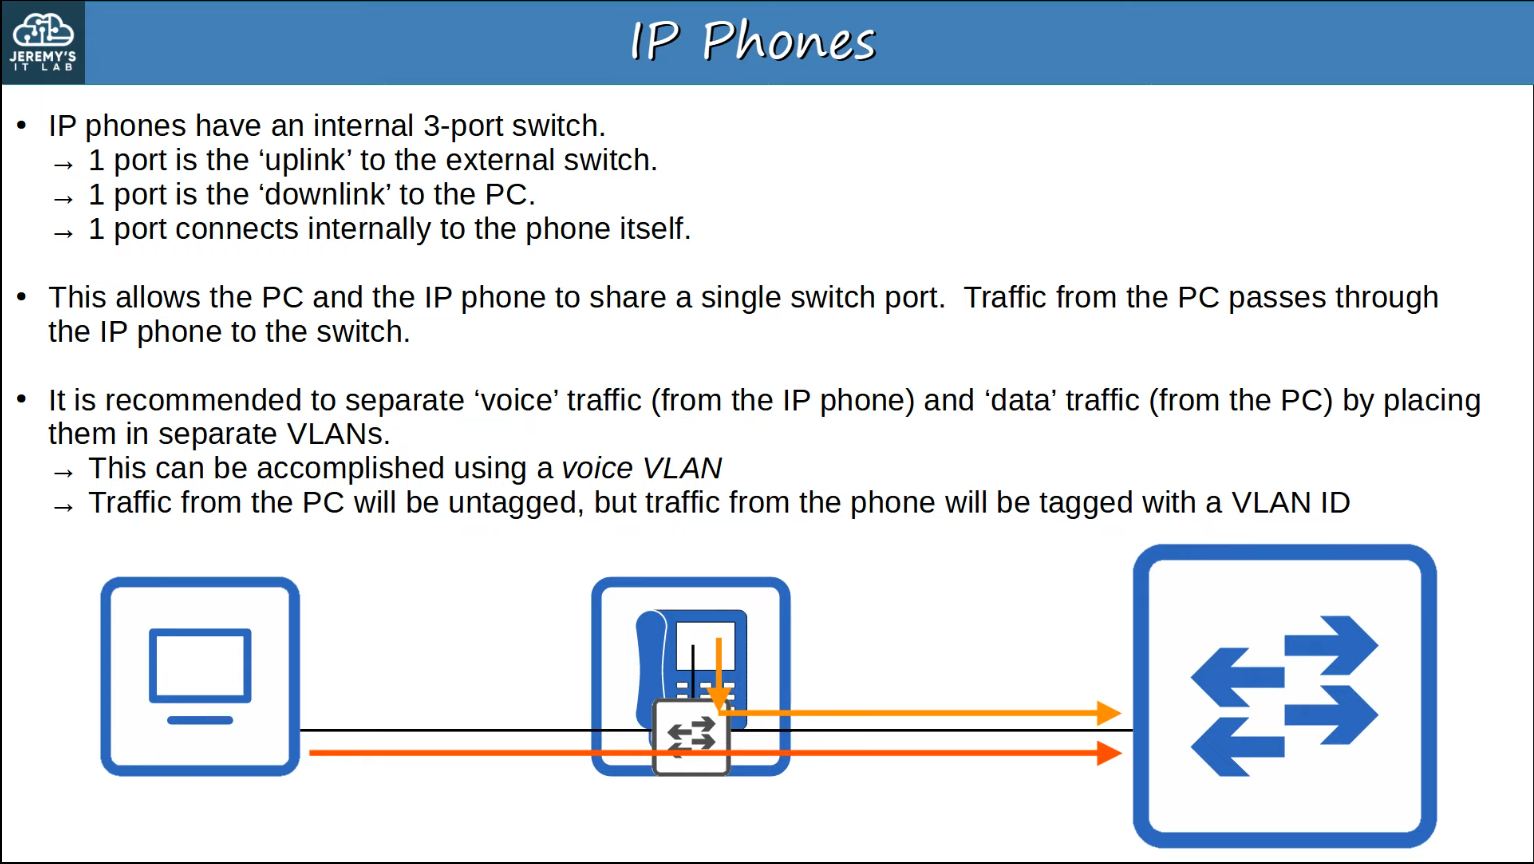 JEREMY'S
IT LAB
IP Phones
• IP phones have an internal 3-port switch.
→ 1 port is the ‘uplink’ to the external switch.
→ 1 port is the ‘downlink’ to the PC.
→ 1 port connects internally to the phone itself.
• This allows the PC and the IP phone to share a single switch port.  Traffic from the PC passes through
the IP phone to the switch.
• It is recommended to separate ‘voice’ traffic (from the IP phone) and ‘data’ traffic (from the PC) by placing
them in separate VLANs.
→ This can be accomplished using a voice VLAN
→ Traffic from the PC will be untagged, but traffic from the phone will be tagged with a VLAN ID